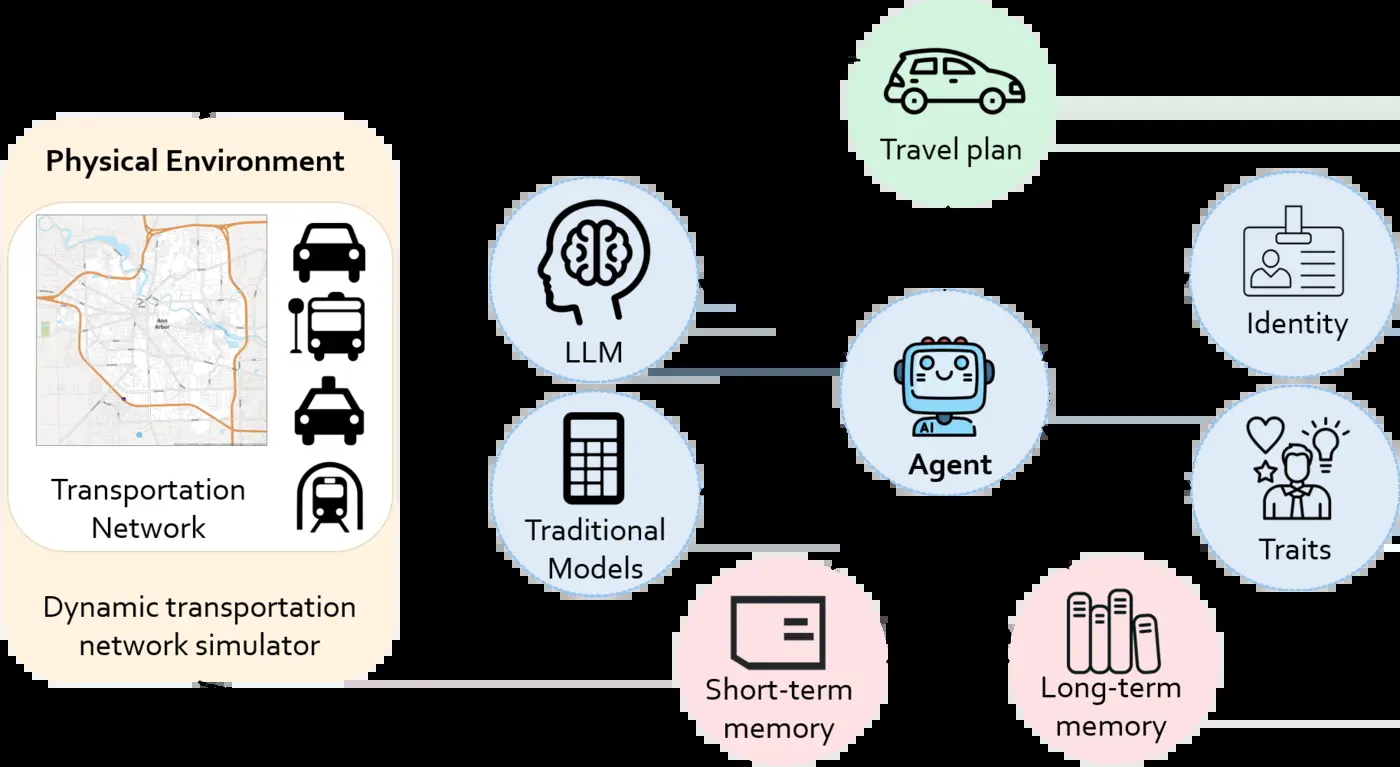 Travel plan
Physical Environment
Ann
Arbor
Transportation
Network
Dynamic transportation
network simulator
LLM
Traditional
Models
AI
Agent
Identity
Traits
Short-term
memory
Long-term
memory